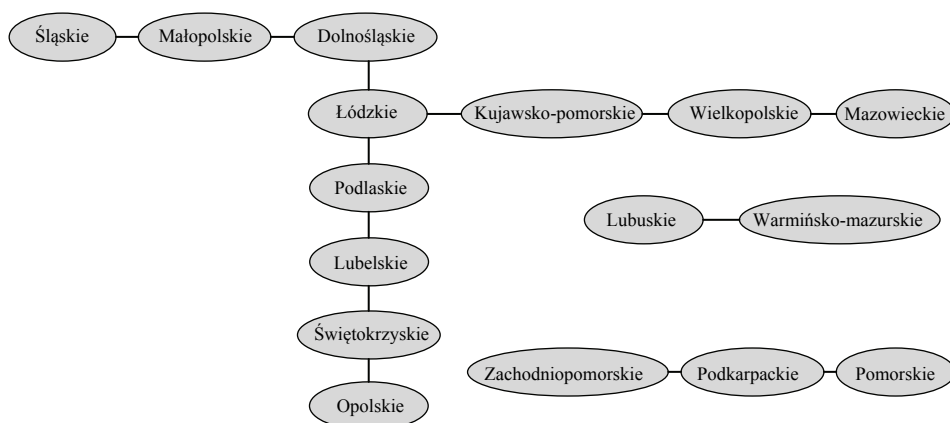 Śląskie Małopolskie Dolnośląskie
Łódzkie Kujawsko-pomorskie Wielkopolskie Mazowieckie
Podlaskie
Lubuskie Warmińsko-mazurskie
Lubelskie
Świętokrzyskie
Zachodniopomorskie Podkarpackie Pomorskie
Opolskie